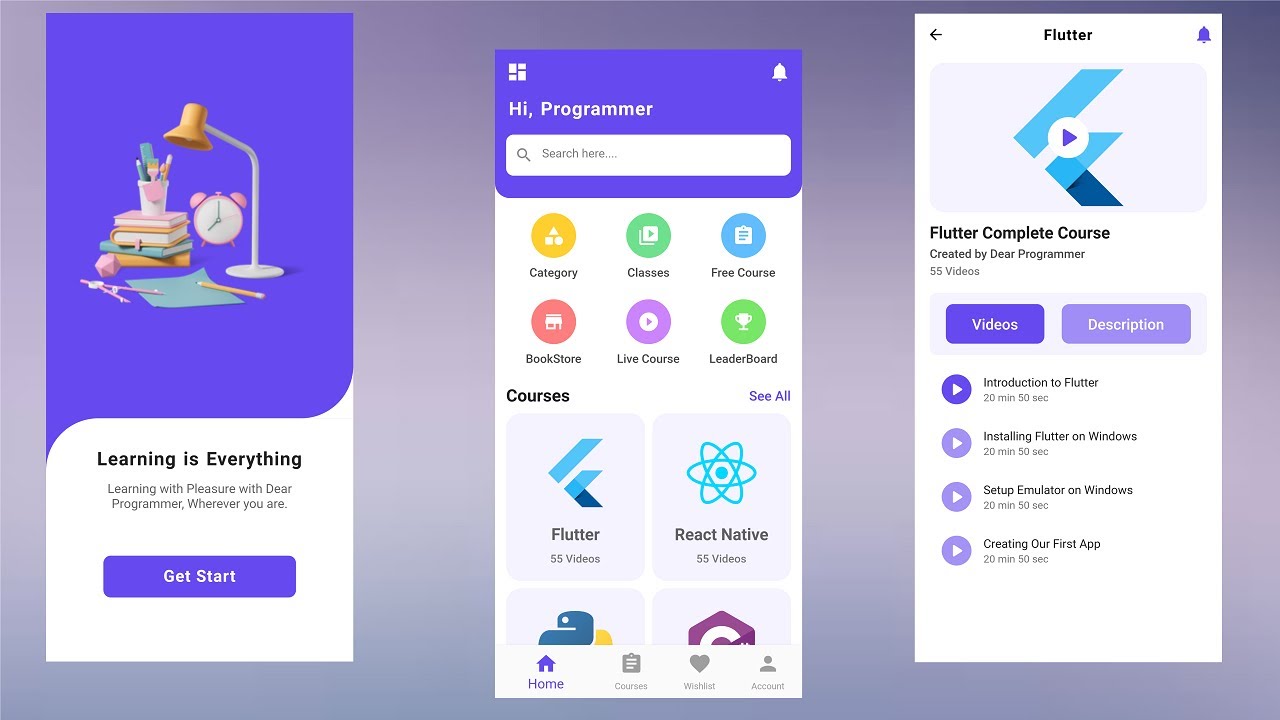 Learning is Everything
Learning with Pleasure with Dear
Programmer, Wherever you are.
Get Start
Hi, Programmer
Search here....
Category
Classes
Free Course
BookStore
Live Course
LeaderBoard
Courses
See All
Flutter
55 Videos
React Native
55 Videos
Home
Courses
Wishlist
Account
Flutter
Flutter Complete Course
Created by Dear Programmer
55 Videos
Videos
Description
Introduction to Flutter
20 min 50 sec
Installing Flutter on Windows
20 min 50 sec
Setup Emulator on Windows
20 min 50 sec
Creating Our First App
20 min 50 sec